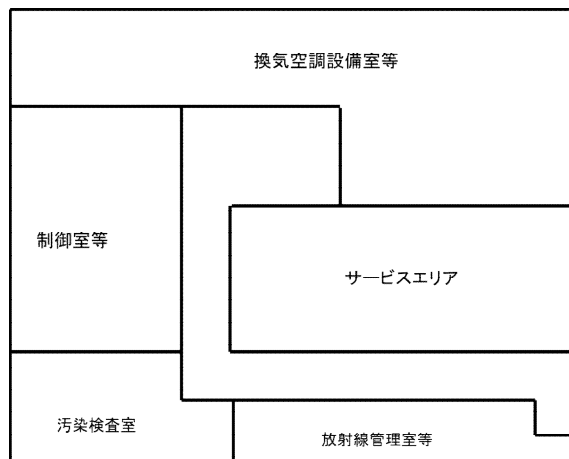 換気空調設備室等
制御室等
サービスエリア
汚染検査室
放射線管理室等